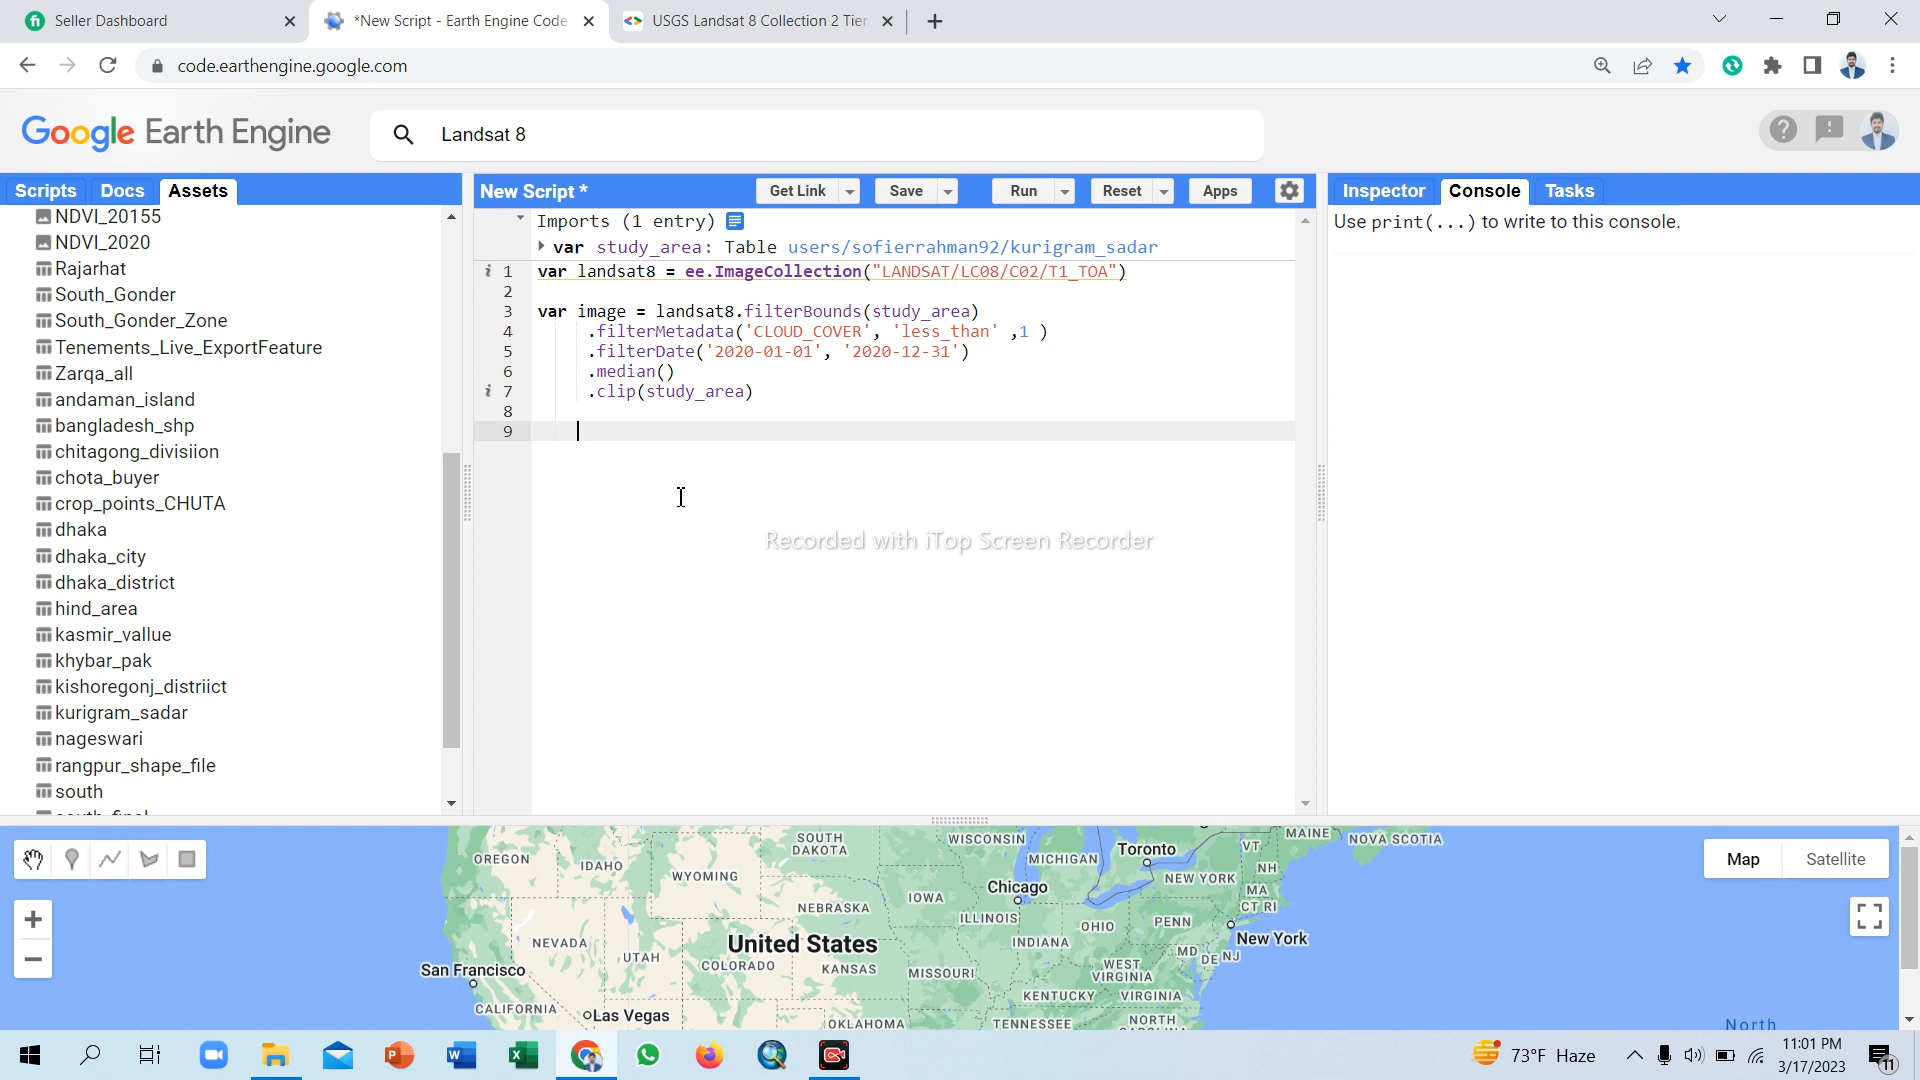 Seller Dashboard
*New Script - Earth Engine Code
USGS Landsat 8 Collection 2 Tier
code.earthengine.google.com
Google Earth Engine
Landsat 8
Scripts Docs Assets
New Script *
Get Link
Save
Run
Reset
Apps
Inspector Console Tasks
NDVI_20155
NDVI_2020
Rajarhat
South_Gonder
South_Gonder_Zone
Tenements_Live_ExportFeature
Zarqa_all
andaman_island
bangladesh_shp
chitagong_divisiion
chota_buyer
crop_points_CHUTA
dhaka
dhaka_city
dhaka_district
hind_area
kasmir_vallue
khybar_pak
kishoregonj_distriict
kurigram_sadar
nageswari
rangpur_shape_file
south
Imports (1 entry)
var study_area: Table users/sofierrahman92/kurigram_sadar
i 1 var landsat8 = ee.ImageCollection("LANDSAT/LC08/C02/T1_TOA")
2
3 var image = landsat8.filterBounds(study_area)
4 .filterMetadata('CLOUD_COVER', 'less_than' ,1 )
5 .filterDate('2020-01-01', '2020-12-31')
6 .median()
i 7 .clip(study_area)
8
9
Use print(...) to write to this console.
Recorded with iTop Screen Recorder
Map Satellite
OREGON
IDAHO
WYOMING
SOUTH
DAKOTA
WISCONSIN
MICHIGAN
Toronto
VT
MAINE
NOVA SCOTIA
NH
NEW YORK
MA
CT RI
Chicago
IOWA
NEBRASKA
ILLINOIS
OHIO
PENN
New York
NEVADA
UTAH
United States
COLORADO
KANSAS
MISSOURI
INDIANA
WEST
VIRGINIA
MD
DE NJ
San Francisco
CALIFORNIA
Las Vegas
KENTUCKY
VIRGINIA
OKLAHOMA
TENNESSEE
NORTH
North
73°F Haze
11:01 PM
3/17/2023
11